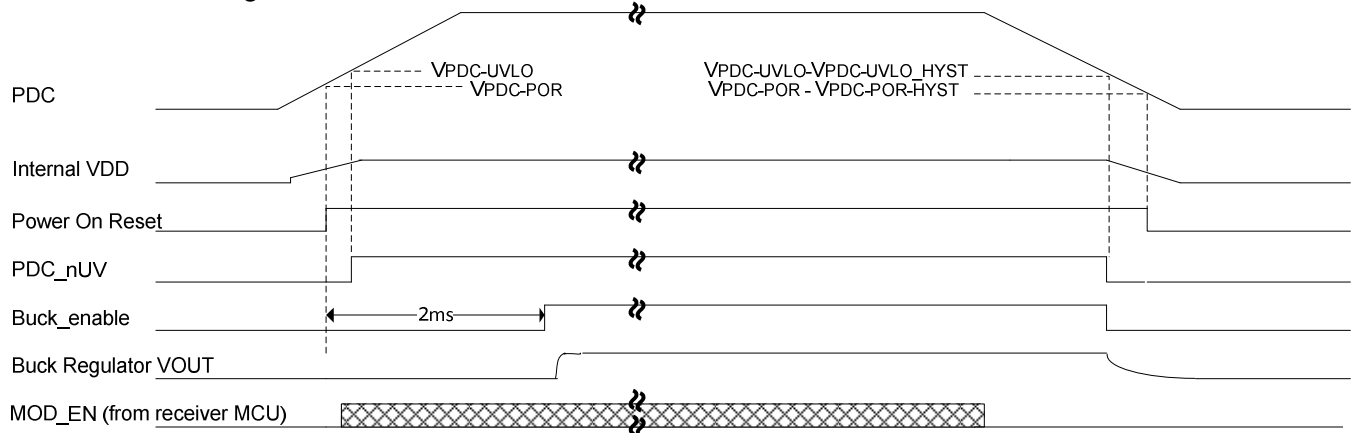 VPDC-UVLO
VPDC-POR
VPDC-UVLO-VPDC-UVLO_HYST
VPDC-POR - VPDC-POR-HYST
PDC
Internal VDD
Power On Reset
PDC_nUV
Buck_enable
2ms
Buck Regulator VOUT
MOD_EN (from receiver MCU)